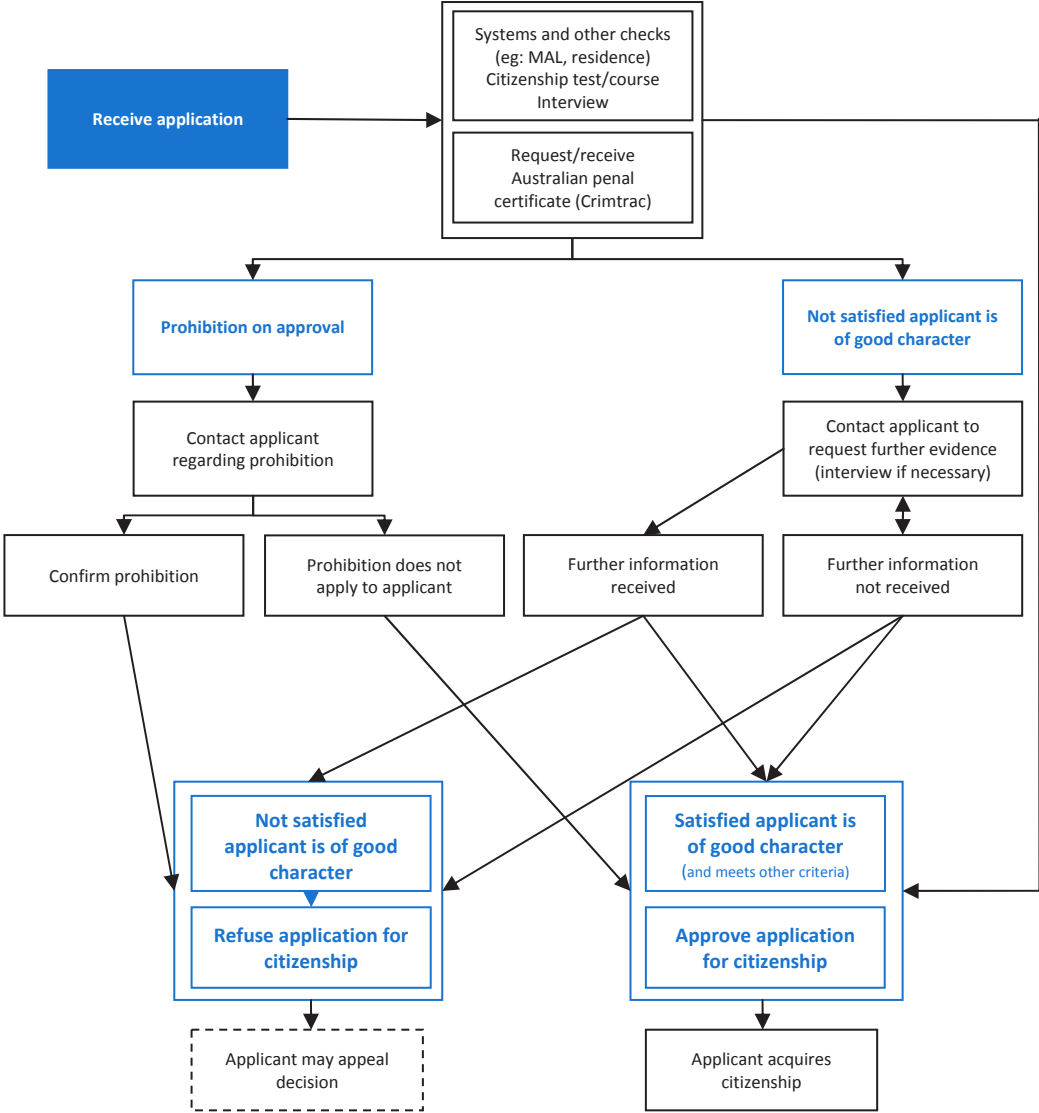 Systems and other checks
(eg: MAL, residence)
Citizenship test/course
Interview
Receive application
Request/receive
Australian penal
certificate (Crimtrac)
Prohibition on approval
Not satisfied applicant is
of good character
Contact applicant
regarding prohibition
Contact applicant to
request further evidence
(interview if necessary)
Confirm prohibition
Prohibition does not
apply to applicant
Further information
received
Further information
not received
Not satisfied
applicant is of good
character
Satisfied applicant is
of good character
(and meets other criteria)
Refuse application for
citizenship
Approve application
for citizenship
Applicant may appeal
decision
Applicant acquires
citizenship